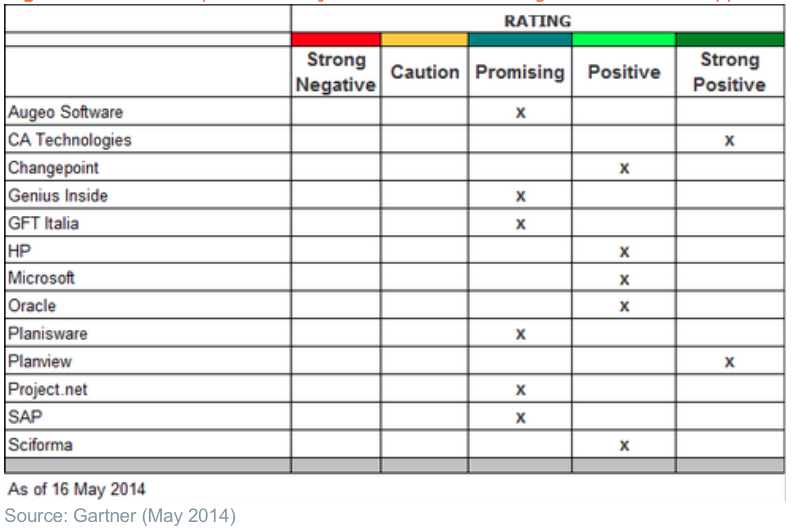 RATING
Strong Negative Caution Promising Positive Strong Positive
Augeo Software x
CA Technologies x
Changepoint x
Genius Inside x
GFT Italia x
HP x
Microsoft x
Oracle x
Planisware x
Planview x
Project.net x
SAP x
Sciforma x
As of 16 May 2014
Source: Gartner (May 2014)